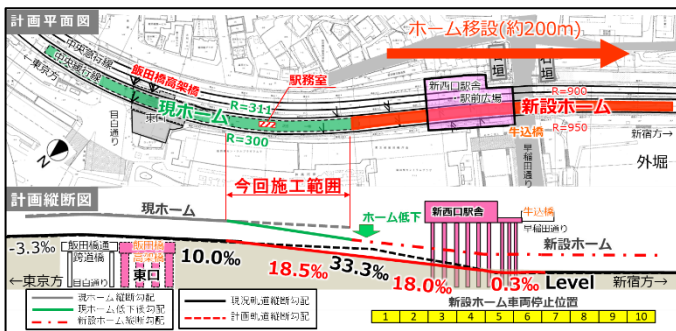 計画平面図
ホーム移設(約200m)
中央急行線
中央緩行線
←東京方
飯田橋高架橋
駅務室
R=311
現ホーム
R=300
目白通り
東口
石垣
石垣
新西口駅舎
・駅前広場
新設ホーム
R=900
R=950
牛込橋
早稲田通り
新宿方→
外堀
N
今回施工範囲
計画縦断図
現ホーム
ホーム低下
新西口駅舎
牛込橋
早稲田通り
新設ホーム
-3.3‰
飯田橋通
跨道橋
目白通り
飯田橋
高架橋
東口
10.0‰
18.5‰
33.3‰
18.0‰
0.3‰
Level
←東京方
新宿方→
現ホーム縦断勾配
現ホーム低下後勾配
新設ホーム縦断勾配
現況軌道縦断勾配
計画軌道縦断勾配
新設ホーム車両停止位置
1 2 3 4 5 6 7 8 9 10